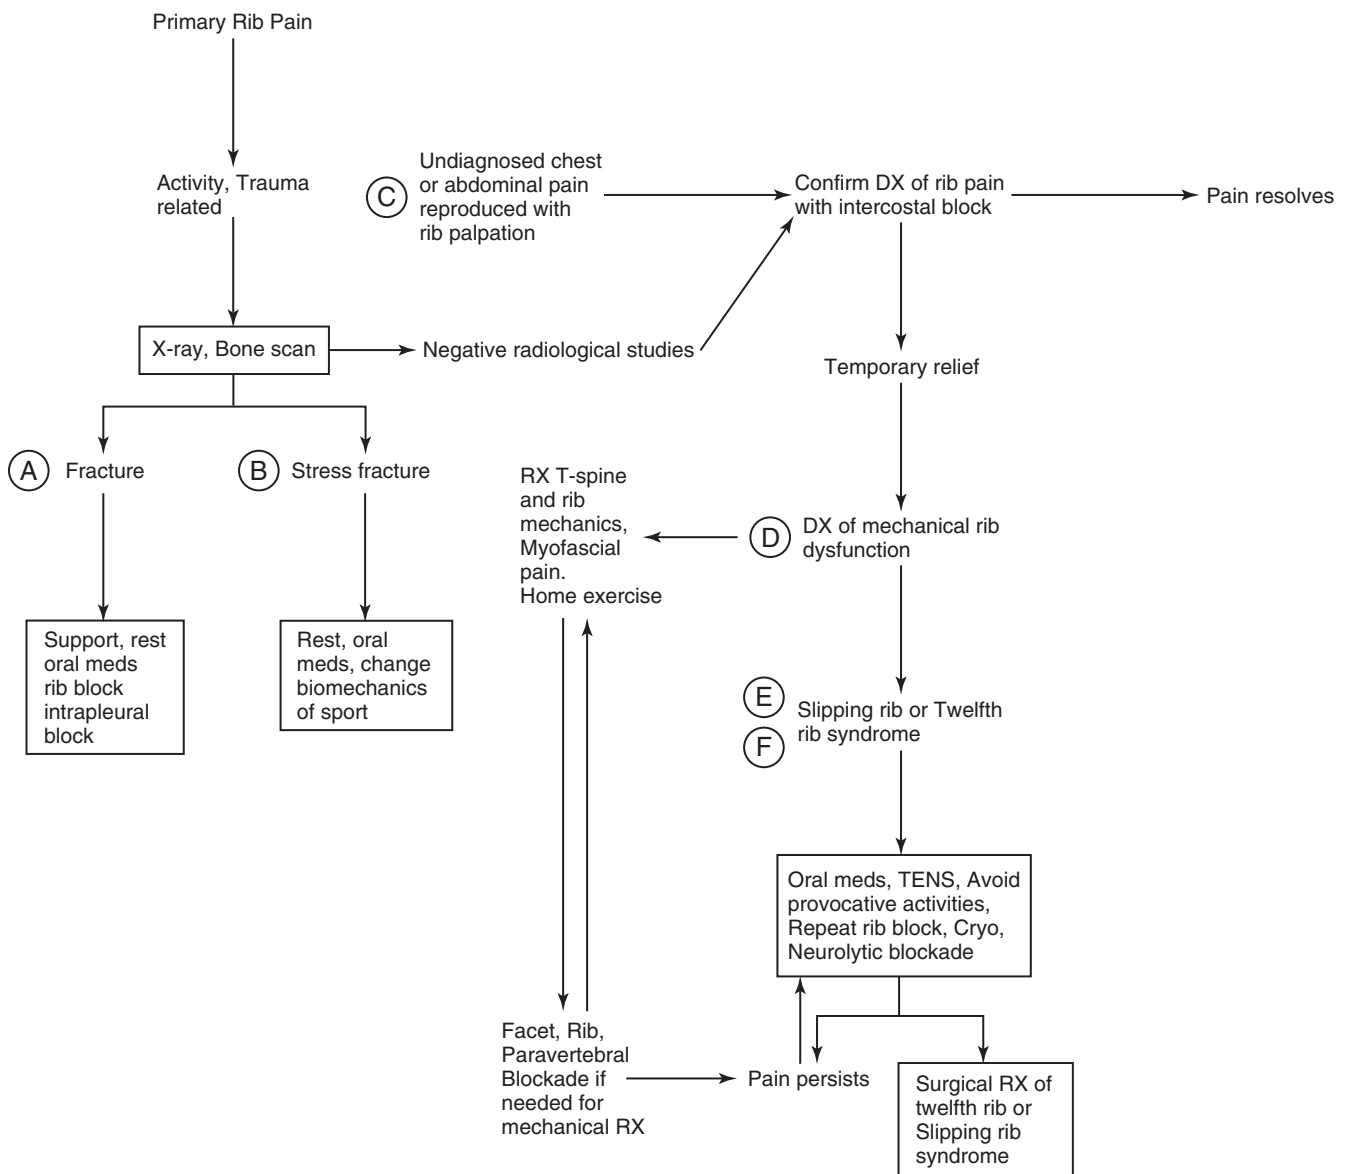 Primary Rib Pain
Activity, Trauma
related
C
Undiagnosed chest
or abdominal pain
reproduced with
rib palpation
Confirm DX of rib pain
with intercostal block
Pain resolves
X-ray, Bone scan
Negative radiological studies
Temporary relief
A
Fracture
B
Stress fracture
RX T-spine
and rib
mechanics,
Myofascial
pain.
Home exercise
D
DX of mechanical rib
dysfunction
Support, rest
oral meds
rib block
intrapleural
block
Rest, oral
meds, change
biomechanics
of sport
E
F
Slipping rib or Twelfth
rib syndrome
Oral meds, TENS, Avoid
provocative activities,
Repeat rib block, Cryo,
Neurolytic blockade
Facet, Rib,
Paravertebral
Blockade if
needed for
mechanical RX
Pain persists
Surgical RX of
twelfth rib or
Slipping rib
syndrome